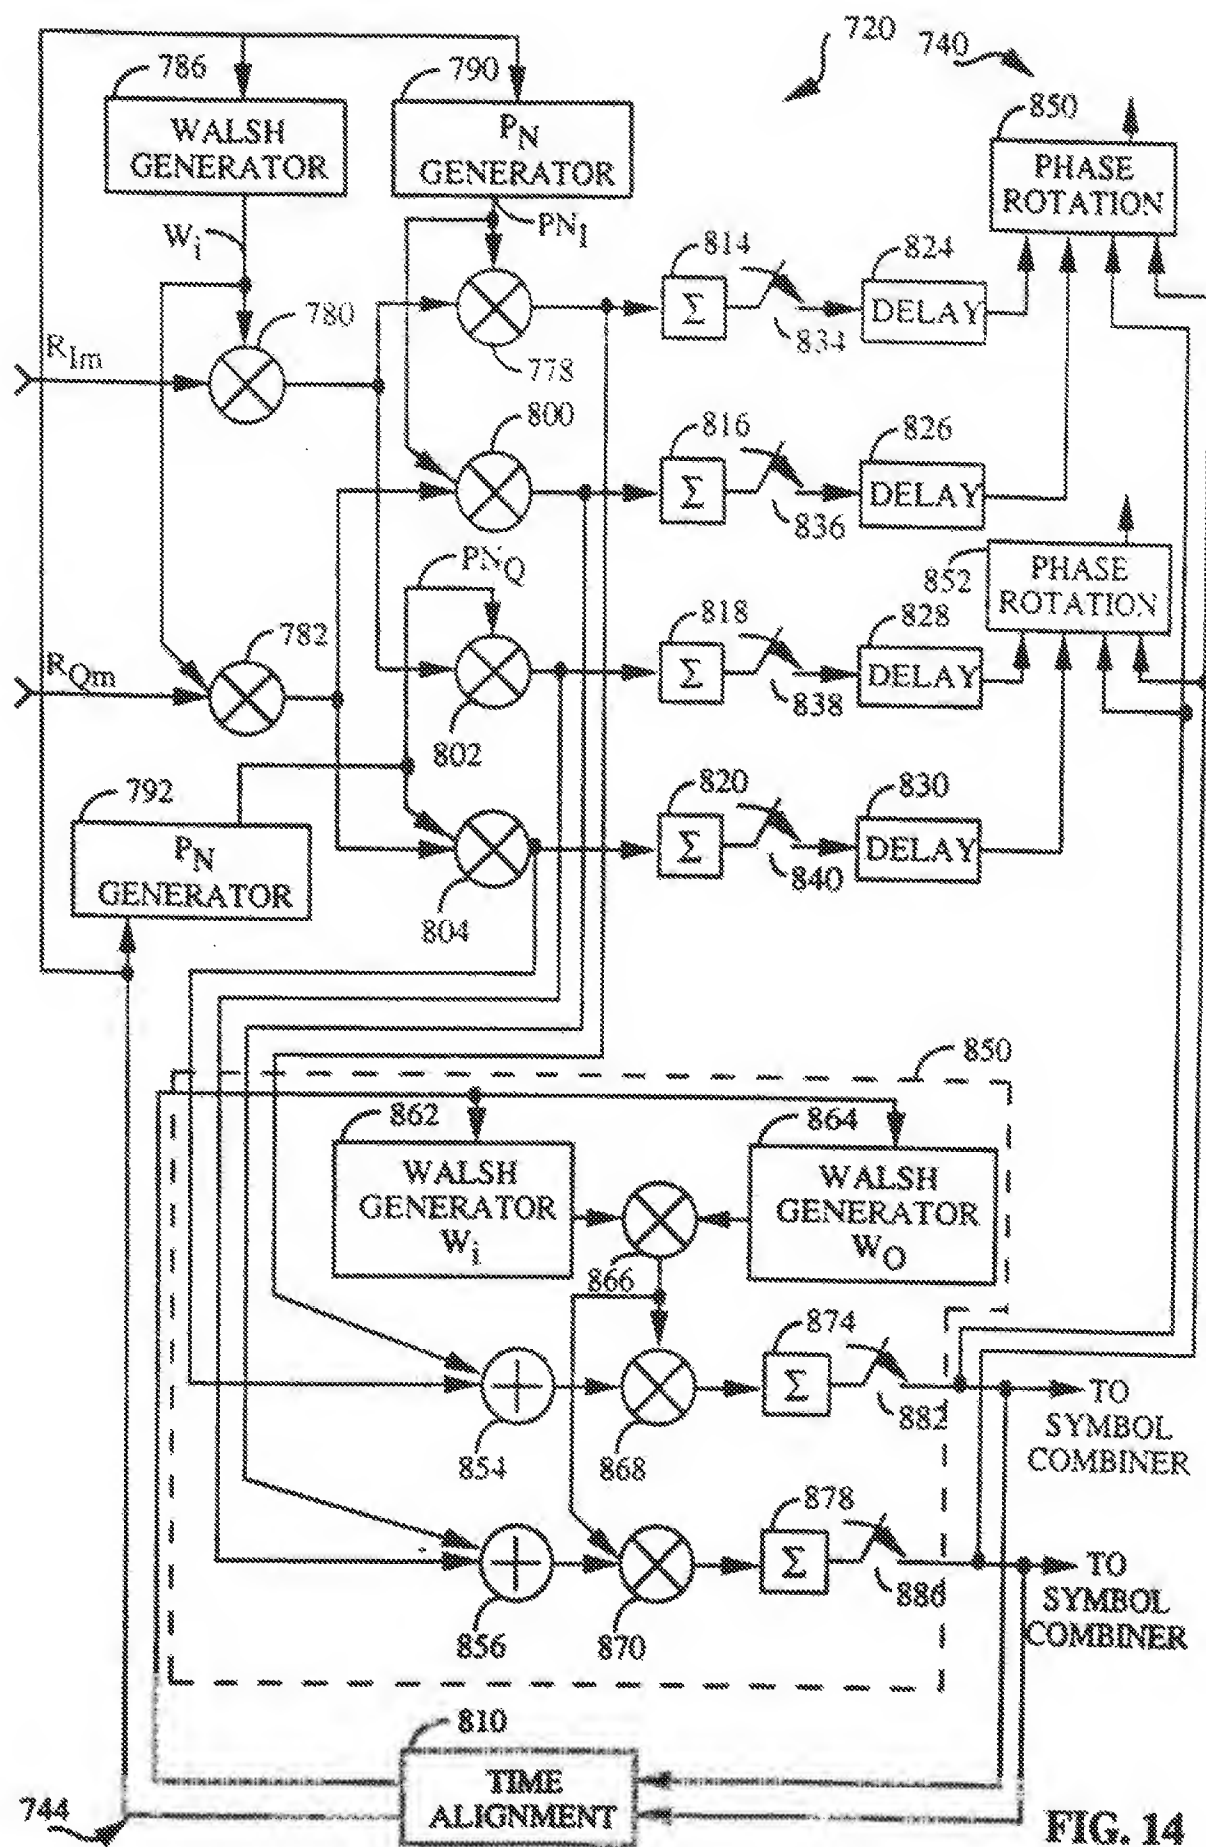 720
740
786
790
850
WALSH
GENERATOR
PN
GENERATOR
PHASE
ROTATION
Wi
PNI
814
824
780
Σ
DELAY
834
RIm
778
800
816
826
Σ
DELAY
836
PNQ
852
PHASE
ROTATION
782
818
828
RQm
Σ
DELAY
838
802
792
820
830
PN
GENERATOR
Σ
DELAY
840
804
850
862
864
WALSH
GENERATOR
Wi
WALSH
GENERATOR
WO
866
874
Σ
882
TO
SYMBOL
COMBINER
854
868
878
Σ
886
TO
SYMBOL
COMBINER
856
870
810
TIME
ALIGNMENT
744
FIG. 14